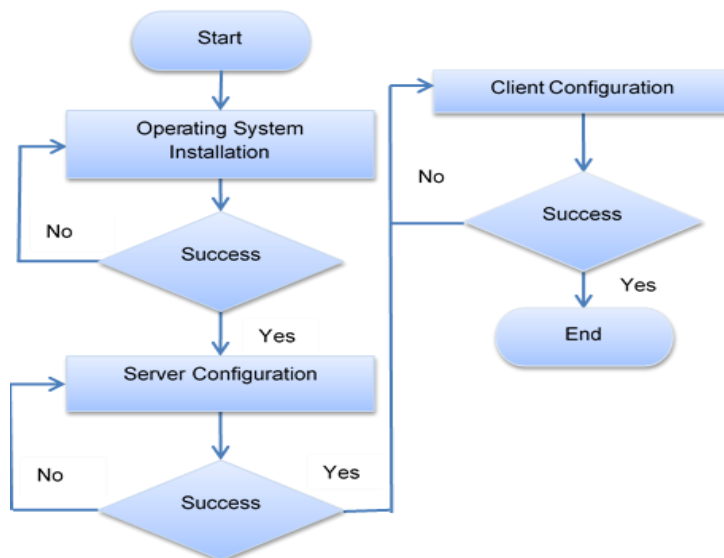 Start
Operating System
Installation
No
Success
Yes
Server Configuration
No
Success
Yes
Client Configuration
No
Success
Yes
End